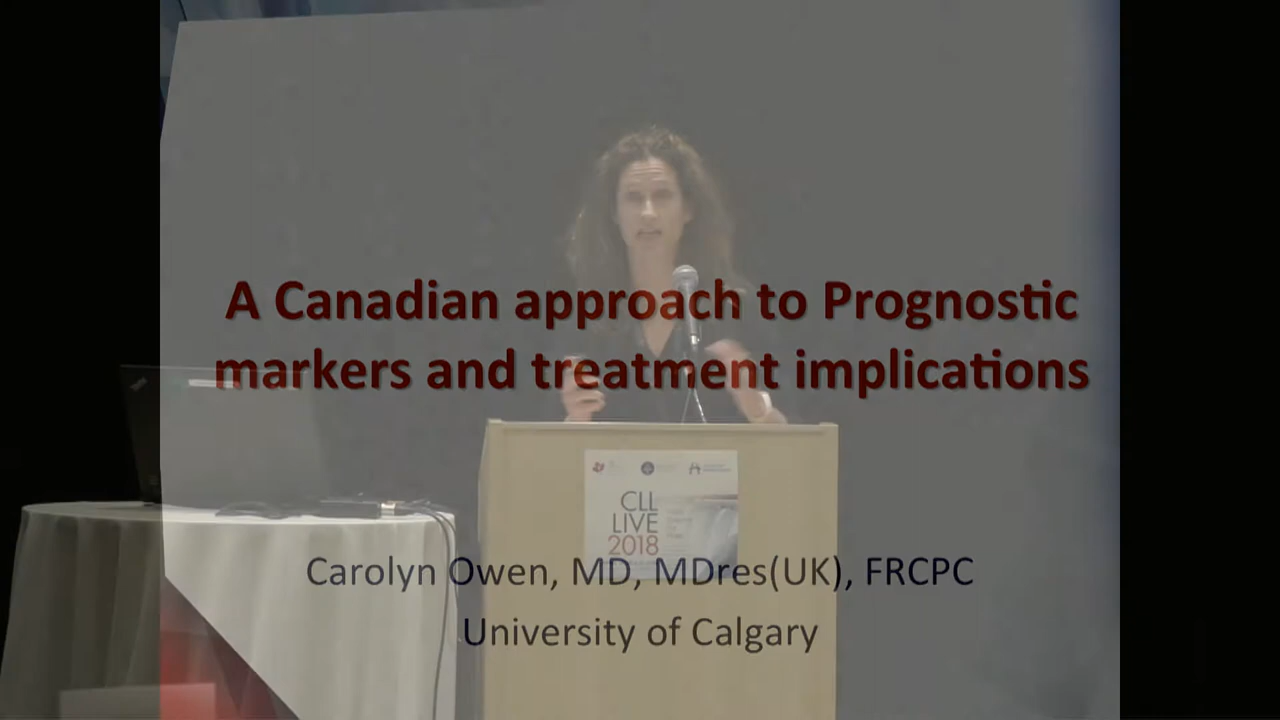 A Canadian approach to Prognostic
markers and treatment implications
CLL
LIVE
2018
Carolyn Owen, MD, MDres(UK), FRCPC
University of Calgary